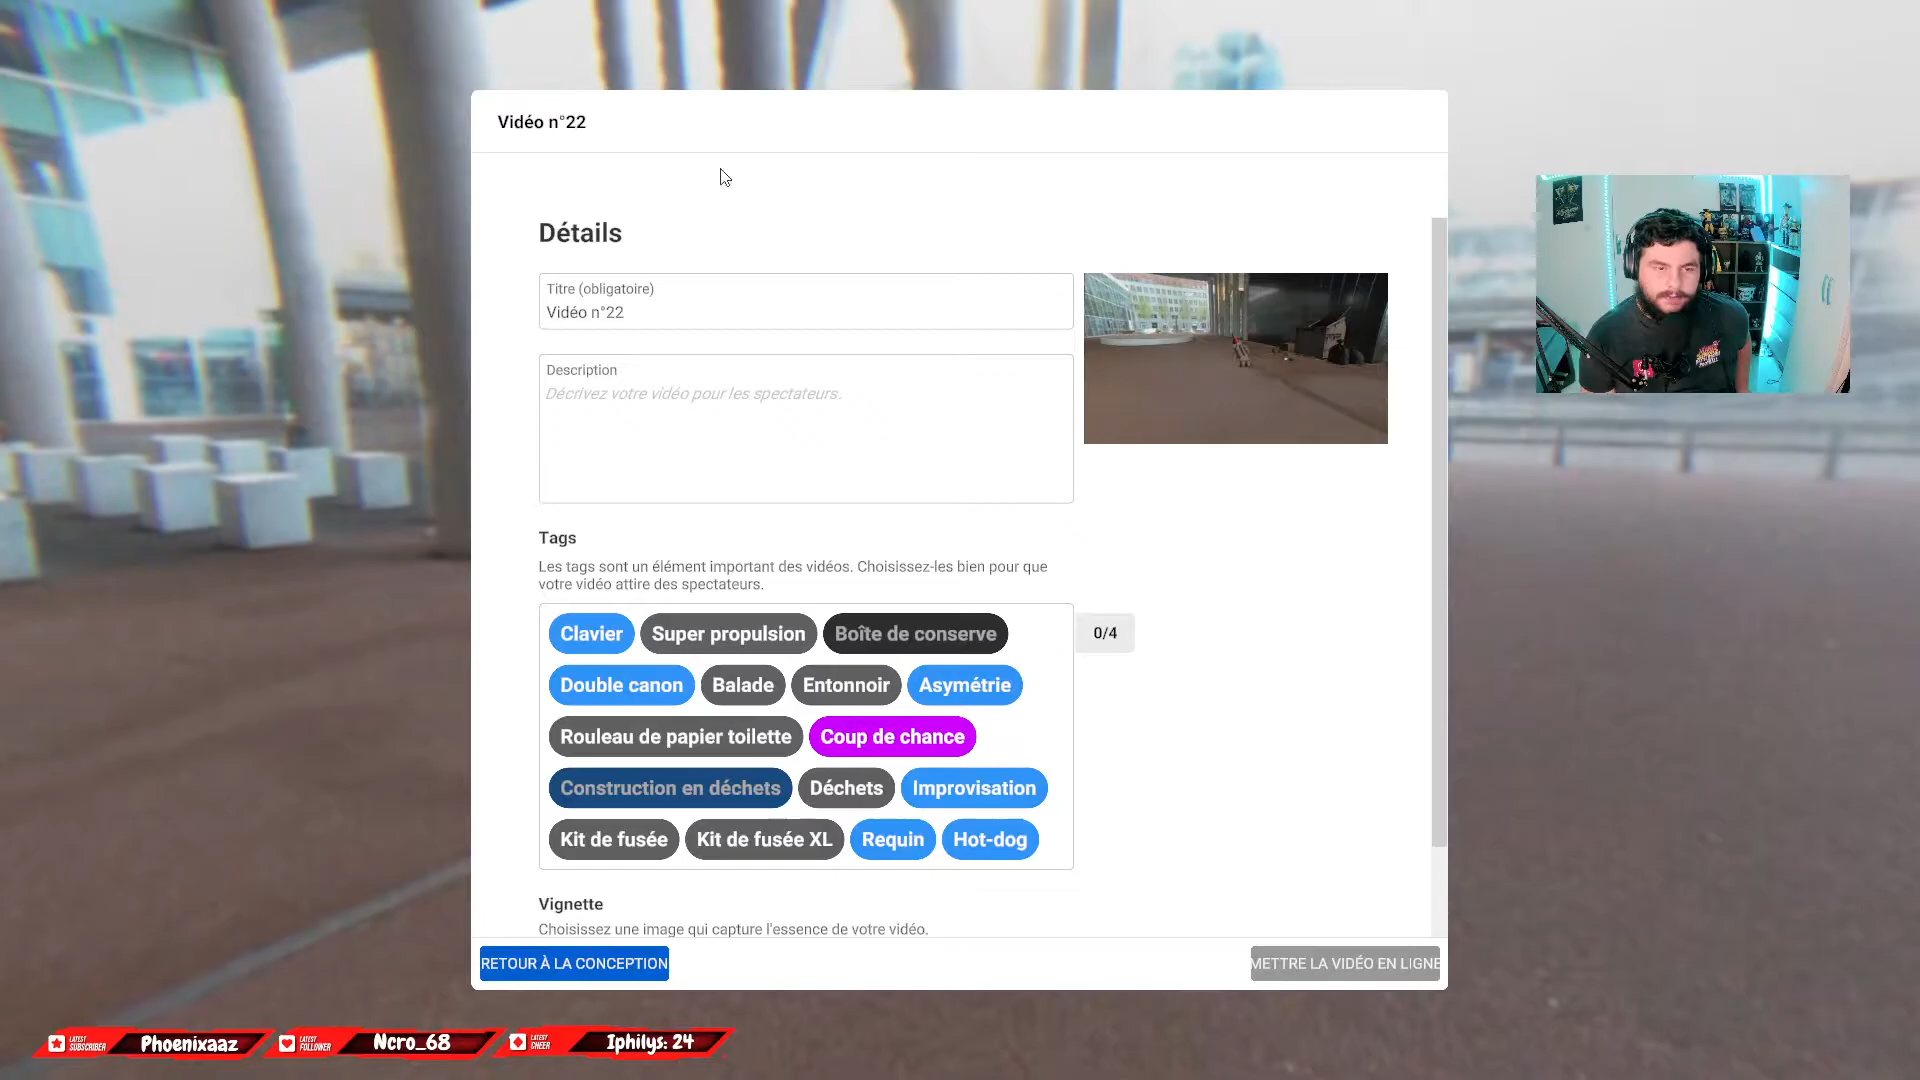 Vidéo n°22
Détails
Titre (obligatoire)
Vidéo n°22
Description
Décrivez votre vidéo pour les spectateurs.
Tags
Les tags sont un élément important des vidéos. Choisissez-les bien pour que
votre vidéo attire des spectateurs.
Clavier Super propulsion Boîte de conserve 0/4
Double canon Balade Entonnoir Asymétrie
Rouleau de papier toilette Coup de chance
Construction en déchets Déchets Improvisation
Kit de fusée Kit de fusée XL Requin Hot-dog
Vignette
Choisissez une image qui capture l'essence de votre vidéo.
RETOUR À LA CONCEPTION METTRE LA VIDÉO EN LIGNE
LATEST SUBSCRIBER Phoenixaaz LATEST FOLLOWER Ncro_68 LATEST CHEER Iphilys: 24